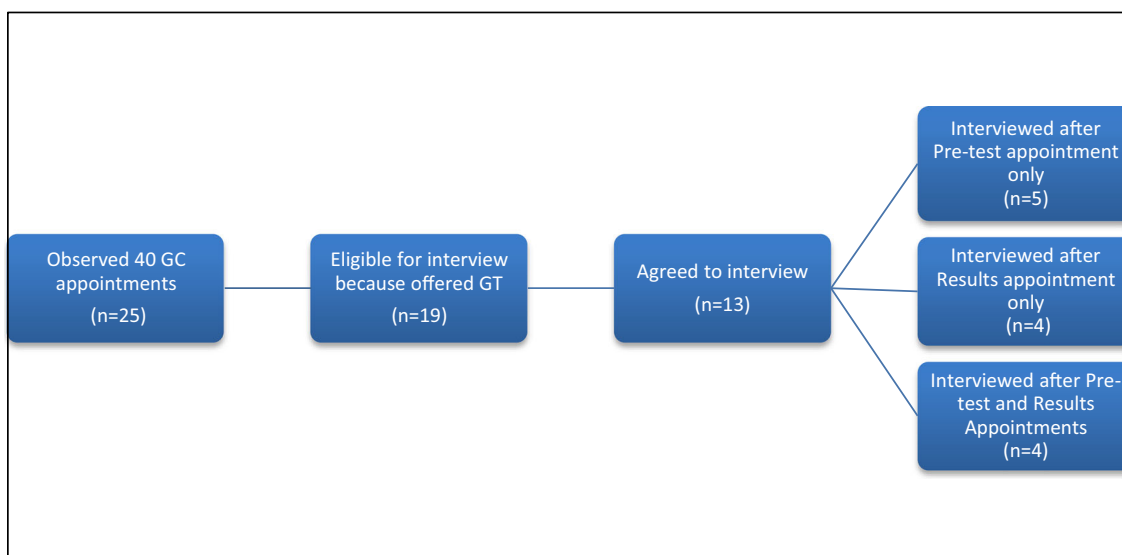 Observed 40 GC
appointments
(n=25)
Eligible for interview
because offered GT
(n=19)
Agreed to interview
(n=13)
Interviewed after
Pre-test appointment
only
(n=5)
Interviewed after
Results appointment
only
(n=4)
Interviewed after Pre-
test and Results
Appointments
(n=4)